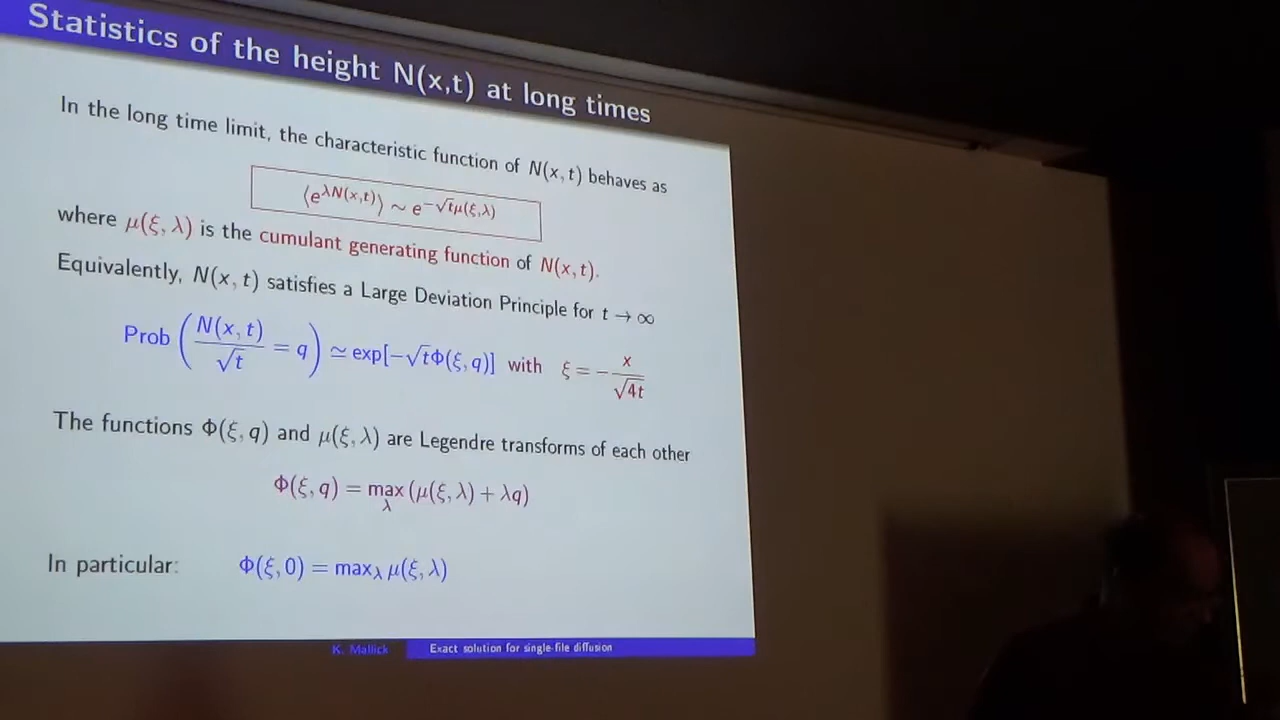 Statistics of the height N(x,t) at long times
In the long time limit, the characteristic function of N(x, t) behaves as
⟨e^{λN(x,t)}⟩ ∼ e^{−√tμ(ξ,λ)}
where μ(ξ, λ) is the cumulant generating function of N(x, t).
Equivalently, N(x, t) satisfies a Large Deviation Principle for t → ∞
Prob (N(x, t)/√t = q) ≃ exp[−√tΦ(ξ, q)] with ξ = −x/√4t
The functions Φ(ξ, q) and μ(ξ, λ) are Legendre transforms of each other
Φ(ξ, q) = max_λ (μ(ξ, λ) + λq)
In particular: Φ(ξ, 0) = max_λ μ(ξ, λ)
K. Mallick Exact solution for single-file diffusion